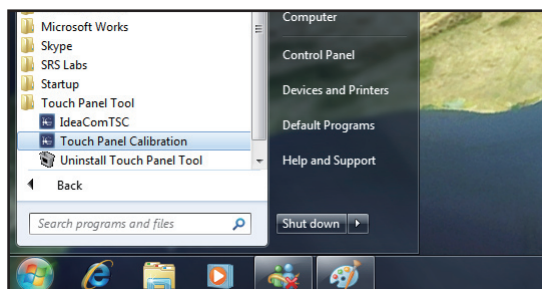 Microsoft Works
Skype
SRS Labs
Startup
Touch Panel Tool
IdeaComTSC
Touch Panel Calibration
Uninstall Touch Panel Tool
Back
Search programs and files
Computer
Control Panel
Devices and Printers
Default Programs
Help and Support
Shut down